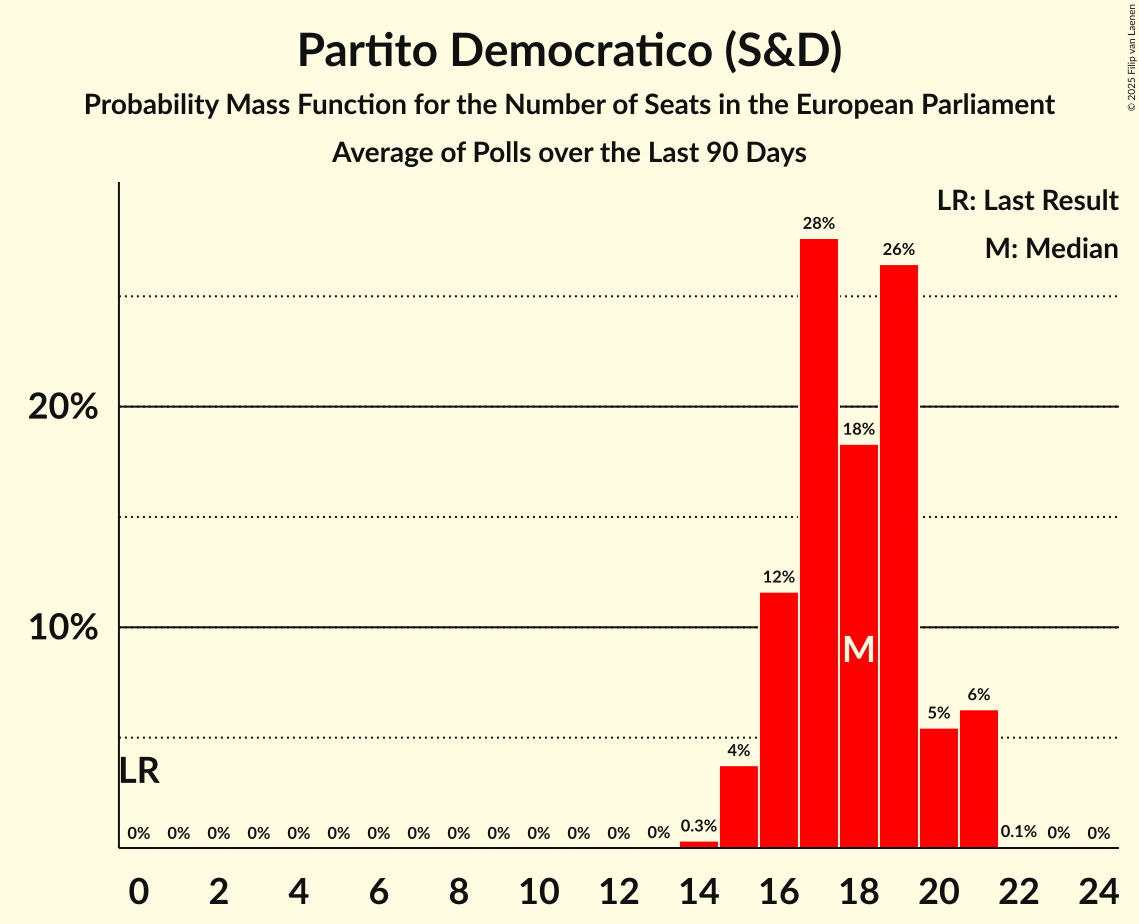 Partito Democratico (S&D)
Probability Mass Function for the Number of Seats in the European Parliament
Average of Polls over the Last 90 Days
© 2025 Filip van Laenen
LR: Last Result
M: Median
28%
26%
20%
18%
12%
10%
M
6%
5%
4%
LR
0% 0% 0% 0% 0% 0% 0% 0% 0% 0% 0% 0% 0% 0% 0.3% 0.1% 0% 0%
0 2 4 6 8 10 12 14 16 18 20 22 24